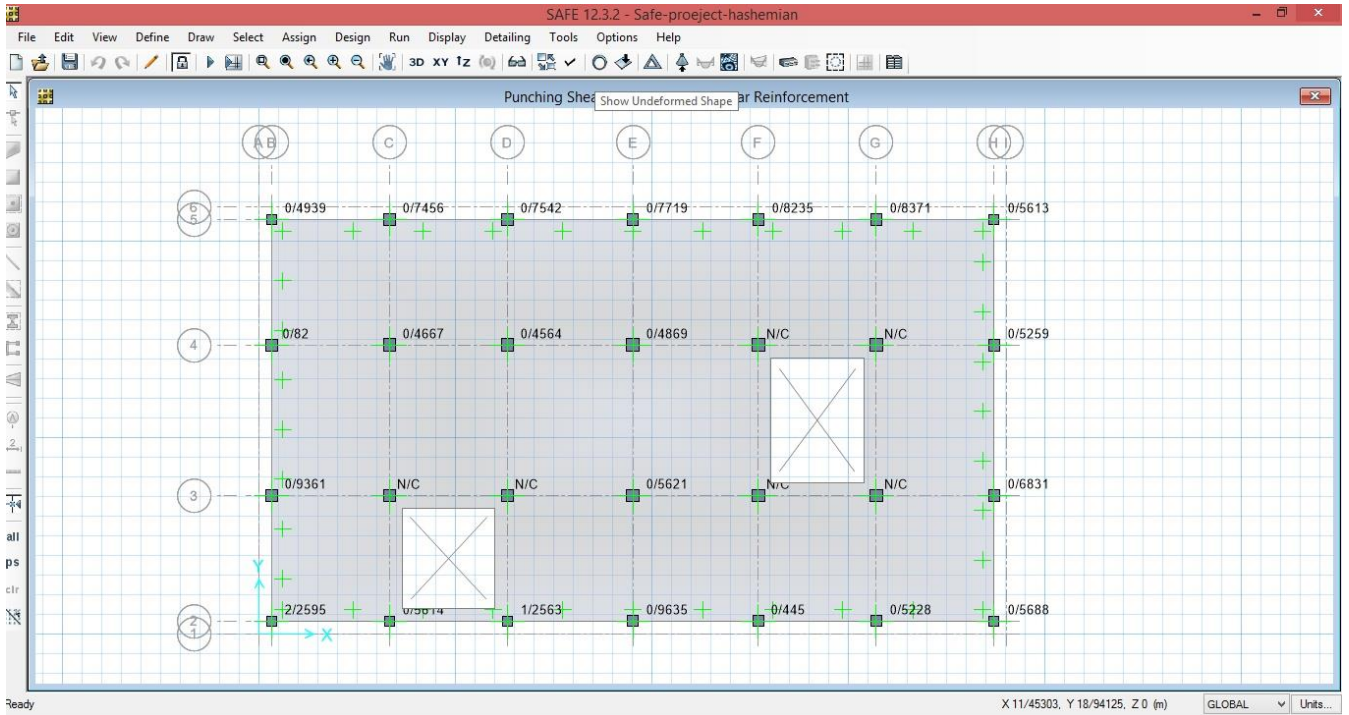 SAFE 12.3.2 - Safe-proeject-hashemian
File Edit View Define Draw Select Assign Design Run Display Detailing Tools Options Help
3D XY
Punching Shea Show Undeformed Shape ar Reinforcement
A B C D E F G H I
6 0/4939 0/7456 0/7542 0/7719 0/8235 0/8371 0/5613
5
4 0/82 0/4667 0/4564 0/4869 N/C N/C 0/5259
3 0/9361 N/C N/C 0/5621 N/C N/C 0/6831
Y
2 2/2595 1/2563 0/9635 0/445 0/5228 0/5688
1
X
all
ps
clr
Ready X 11/45303, Y 18/94125, Z 0 (m) GLOBAL Units...